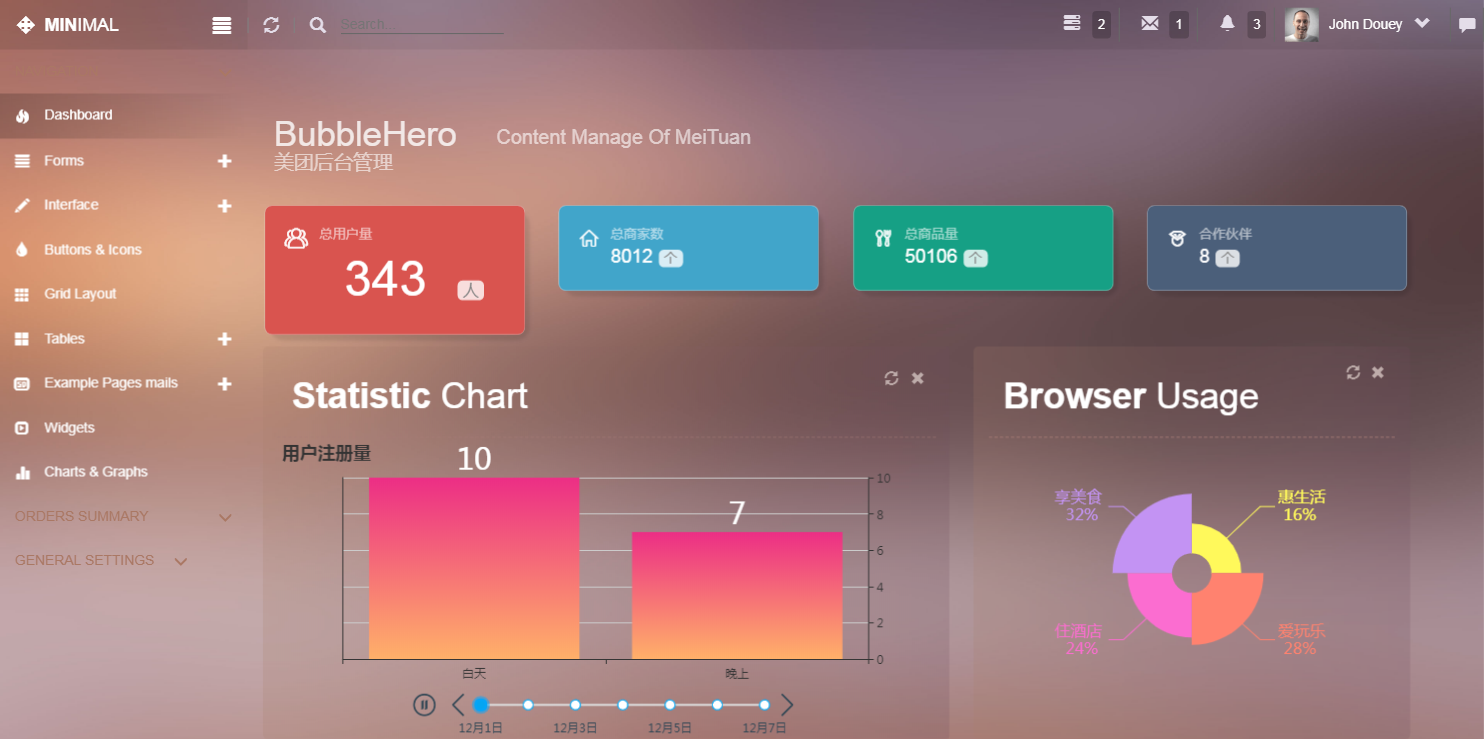 MINIMAL
Search...
2
1
3
John Douey
Dashboard
Forms
Interface
Buttons & Icons
Grid Layout
Tables
Example Pages mails
Widgets
Charts & Graphs
ORDERS SUMMARY
GENERAL SETTINGS
BubbleHero Content Manage Of MeiTuan
美团后台管理
总用户量
343 人
总商家数
8012 个
总商品量
50106 个
合作伙伴
8 个
Statistic Chart
用户注册量
10
7
10
8
6
4
2
0
白天 晚上
12月1日 12月3日 12月5日 12月7日
Browser Usage
享美食
32%
惠生活
16%
住酒店
24%
爱玩乐
28%